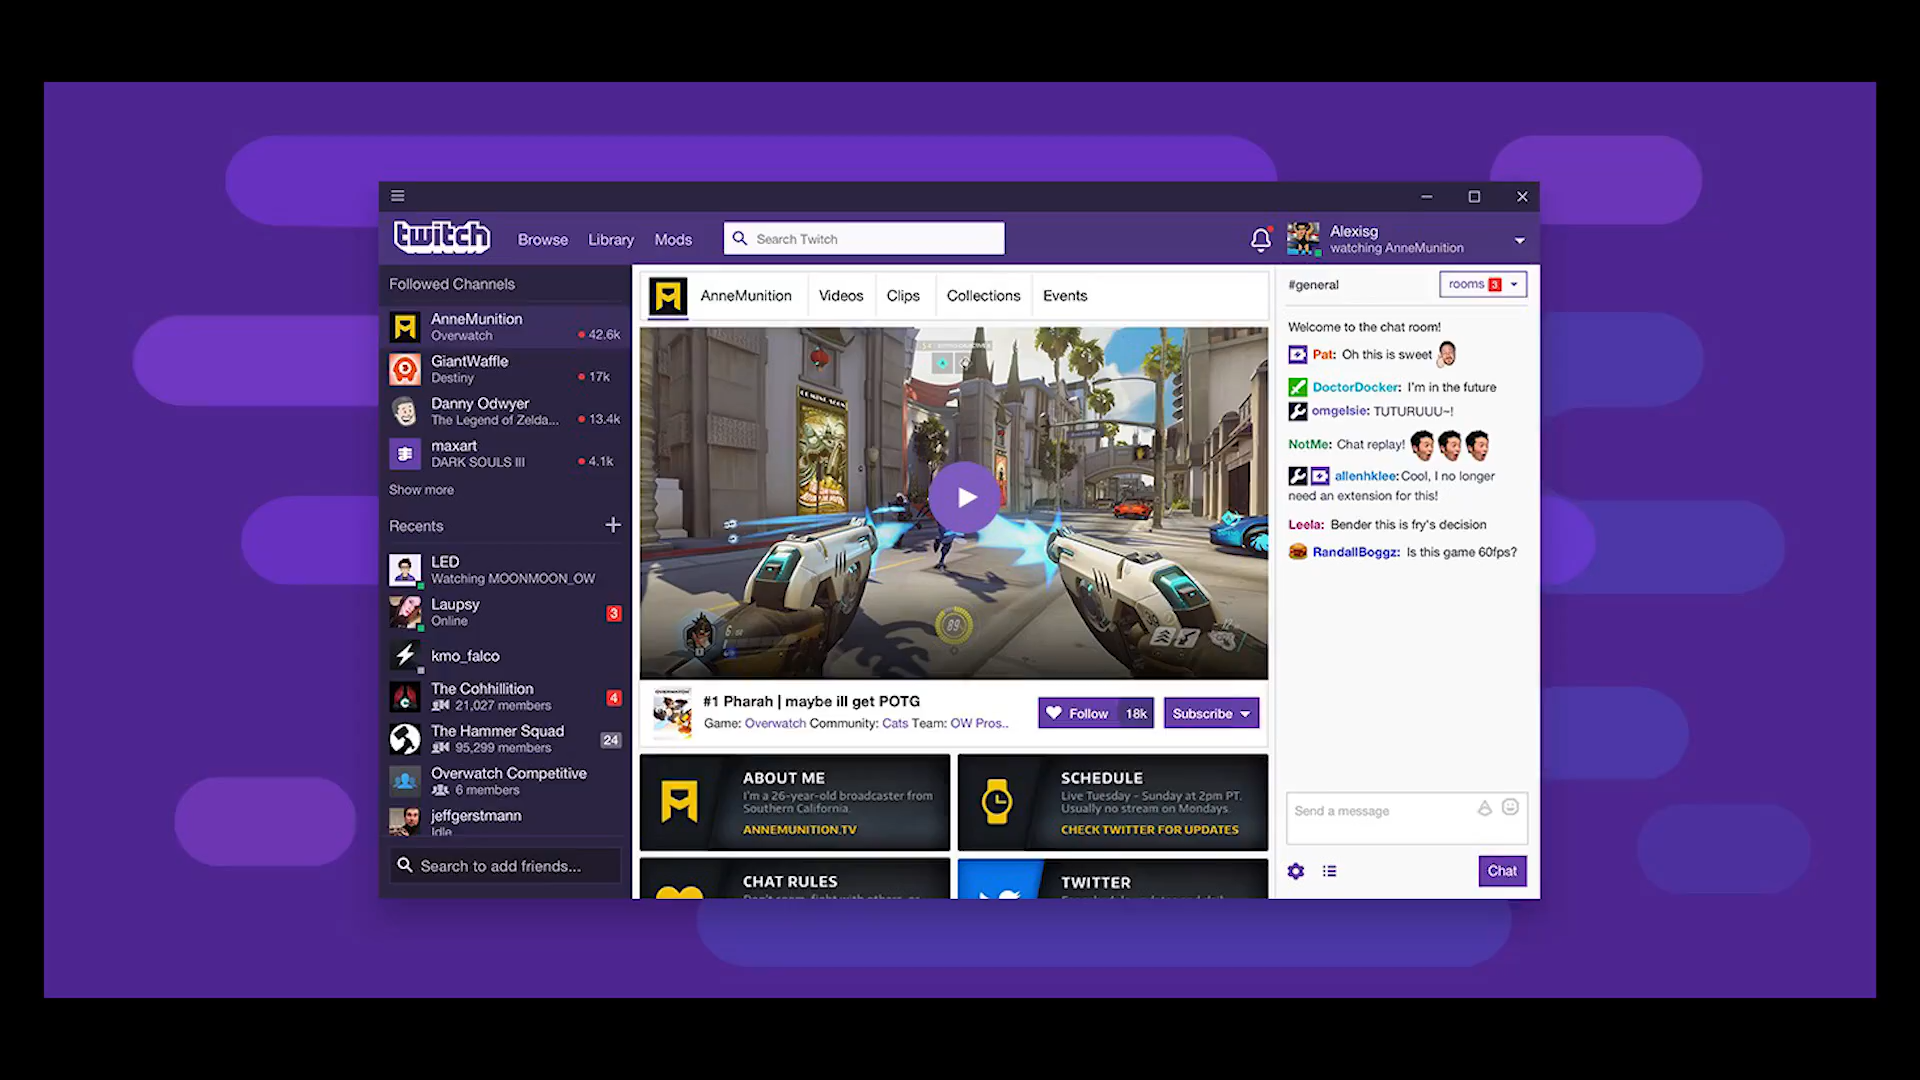 twitch
Browse
Library
Mods
Search Twitch
Alexisg
watching AnneMunition
Followed Channels
AnneMunition
Overwatch
42.6k
GiantWaffle
Destiny
17k
Danny Odwyer
The Legend of Zelda...
13.4k
maxart
DARK SOULS III
4.1k
Show more
Recents
LED
Watching MOONMOON_OW
Laupsy
Online
3
kmo_falco
The Cohhilition
21,027 members
4
The Hammer Squad
95,299 members
24
Overwatch Competitive
6 members
jeffgerstmann
Idle
Search to add friends...
AnneMunition
Videos
Clips
Collections
Events
COMING SOON
89
#1 Pharah | maybe ill get POTG
Game: Overwatch Community: Cats Team: OW Pros..
Follow 18k
Subscribe
ABOUT ME
I'm a 26-year-old broadcaster from
Southern California.
ANNEMUNITION.TV
SCHEDULE
Live Tuesday - Sunday at 2pm PT.
Usually no stream on Mondays.
CHECK TWITTER FOR UPDATES
CHAT RULES
TWITTER
#general
rooms 3
Welcome to the chat room!
Pat: Oh this is sweet
DoctorDocker: I'm in the future
omgelsie: TUTURUUU~!
NotMe: Chat replay!
allenhklee: Cool, I no longer
need an extension for this!
Leela: Bender this is fry's decision
RandallBoggz: Is this game 60fps?
Send a message
Chat